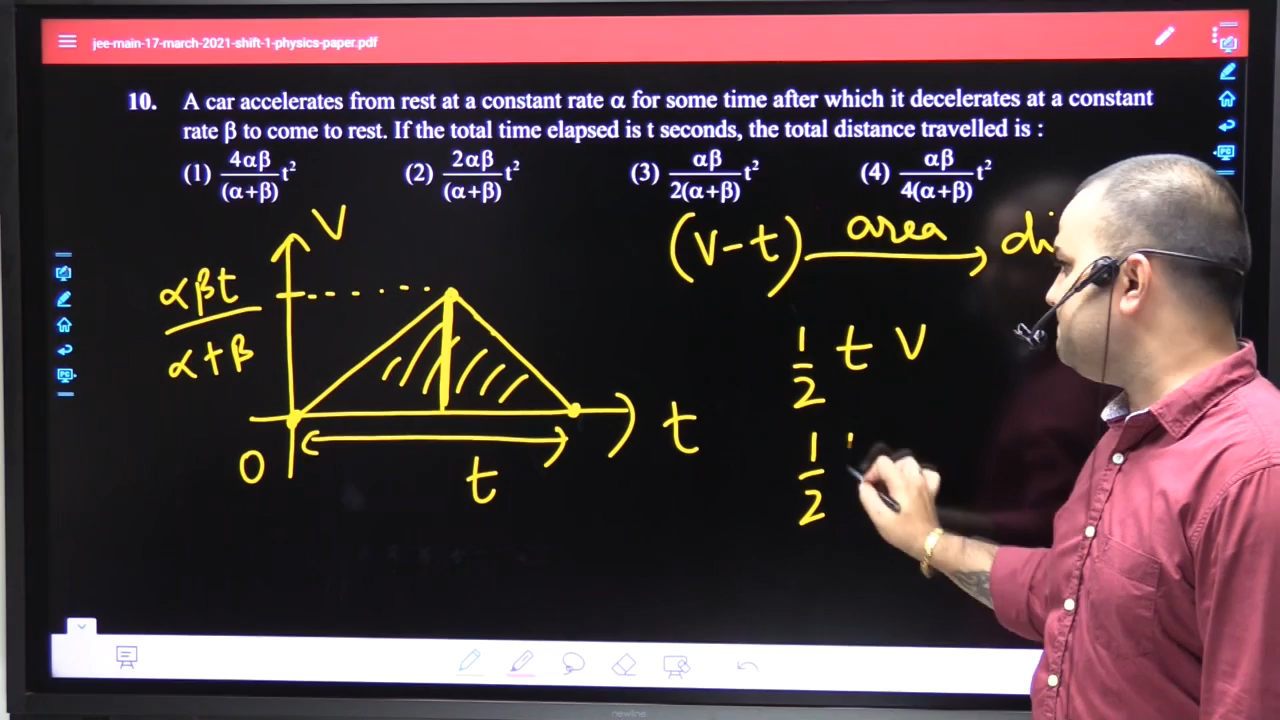 jee-main-17-march-2021-shift-1-physics-paper.pdf
10. A car accelerates from rest at a constant rate α for some time after which it decelerates at a constant
rate β to come to rest. If the total time elapsed is t seconds, the total distance travelled is :
(1) 4αβ/(α+β) t² (2) 2αβ/(α+β) t² (3) αβ/2(α+β) t² (4) αβ/4(α+β) t²
V
αβt/α+β
0
t
t
(v-t) area di
1/2 t V
1/2
newline